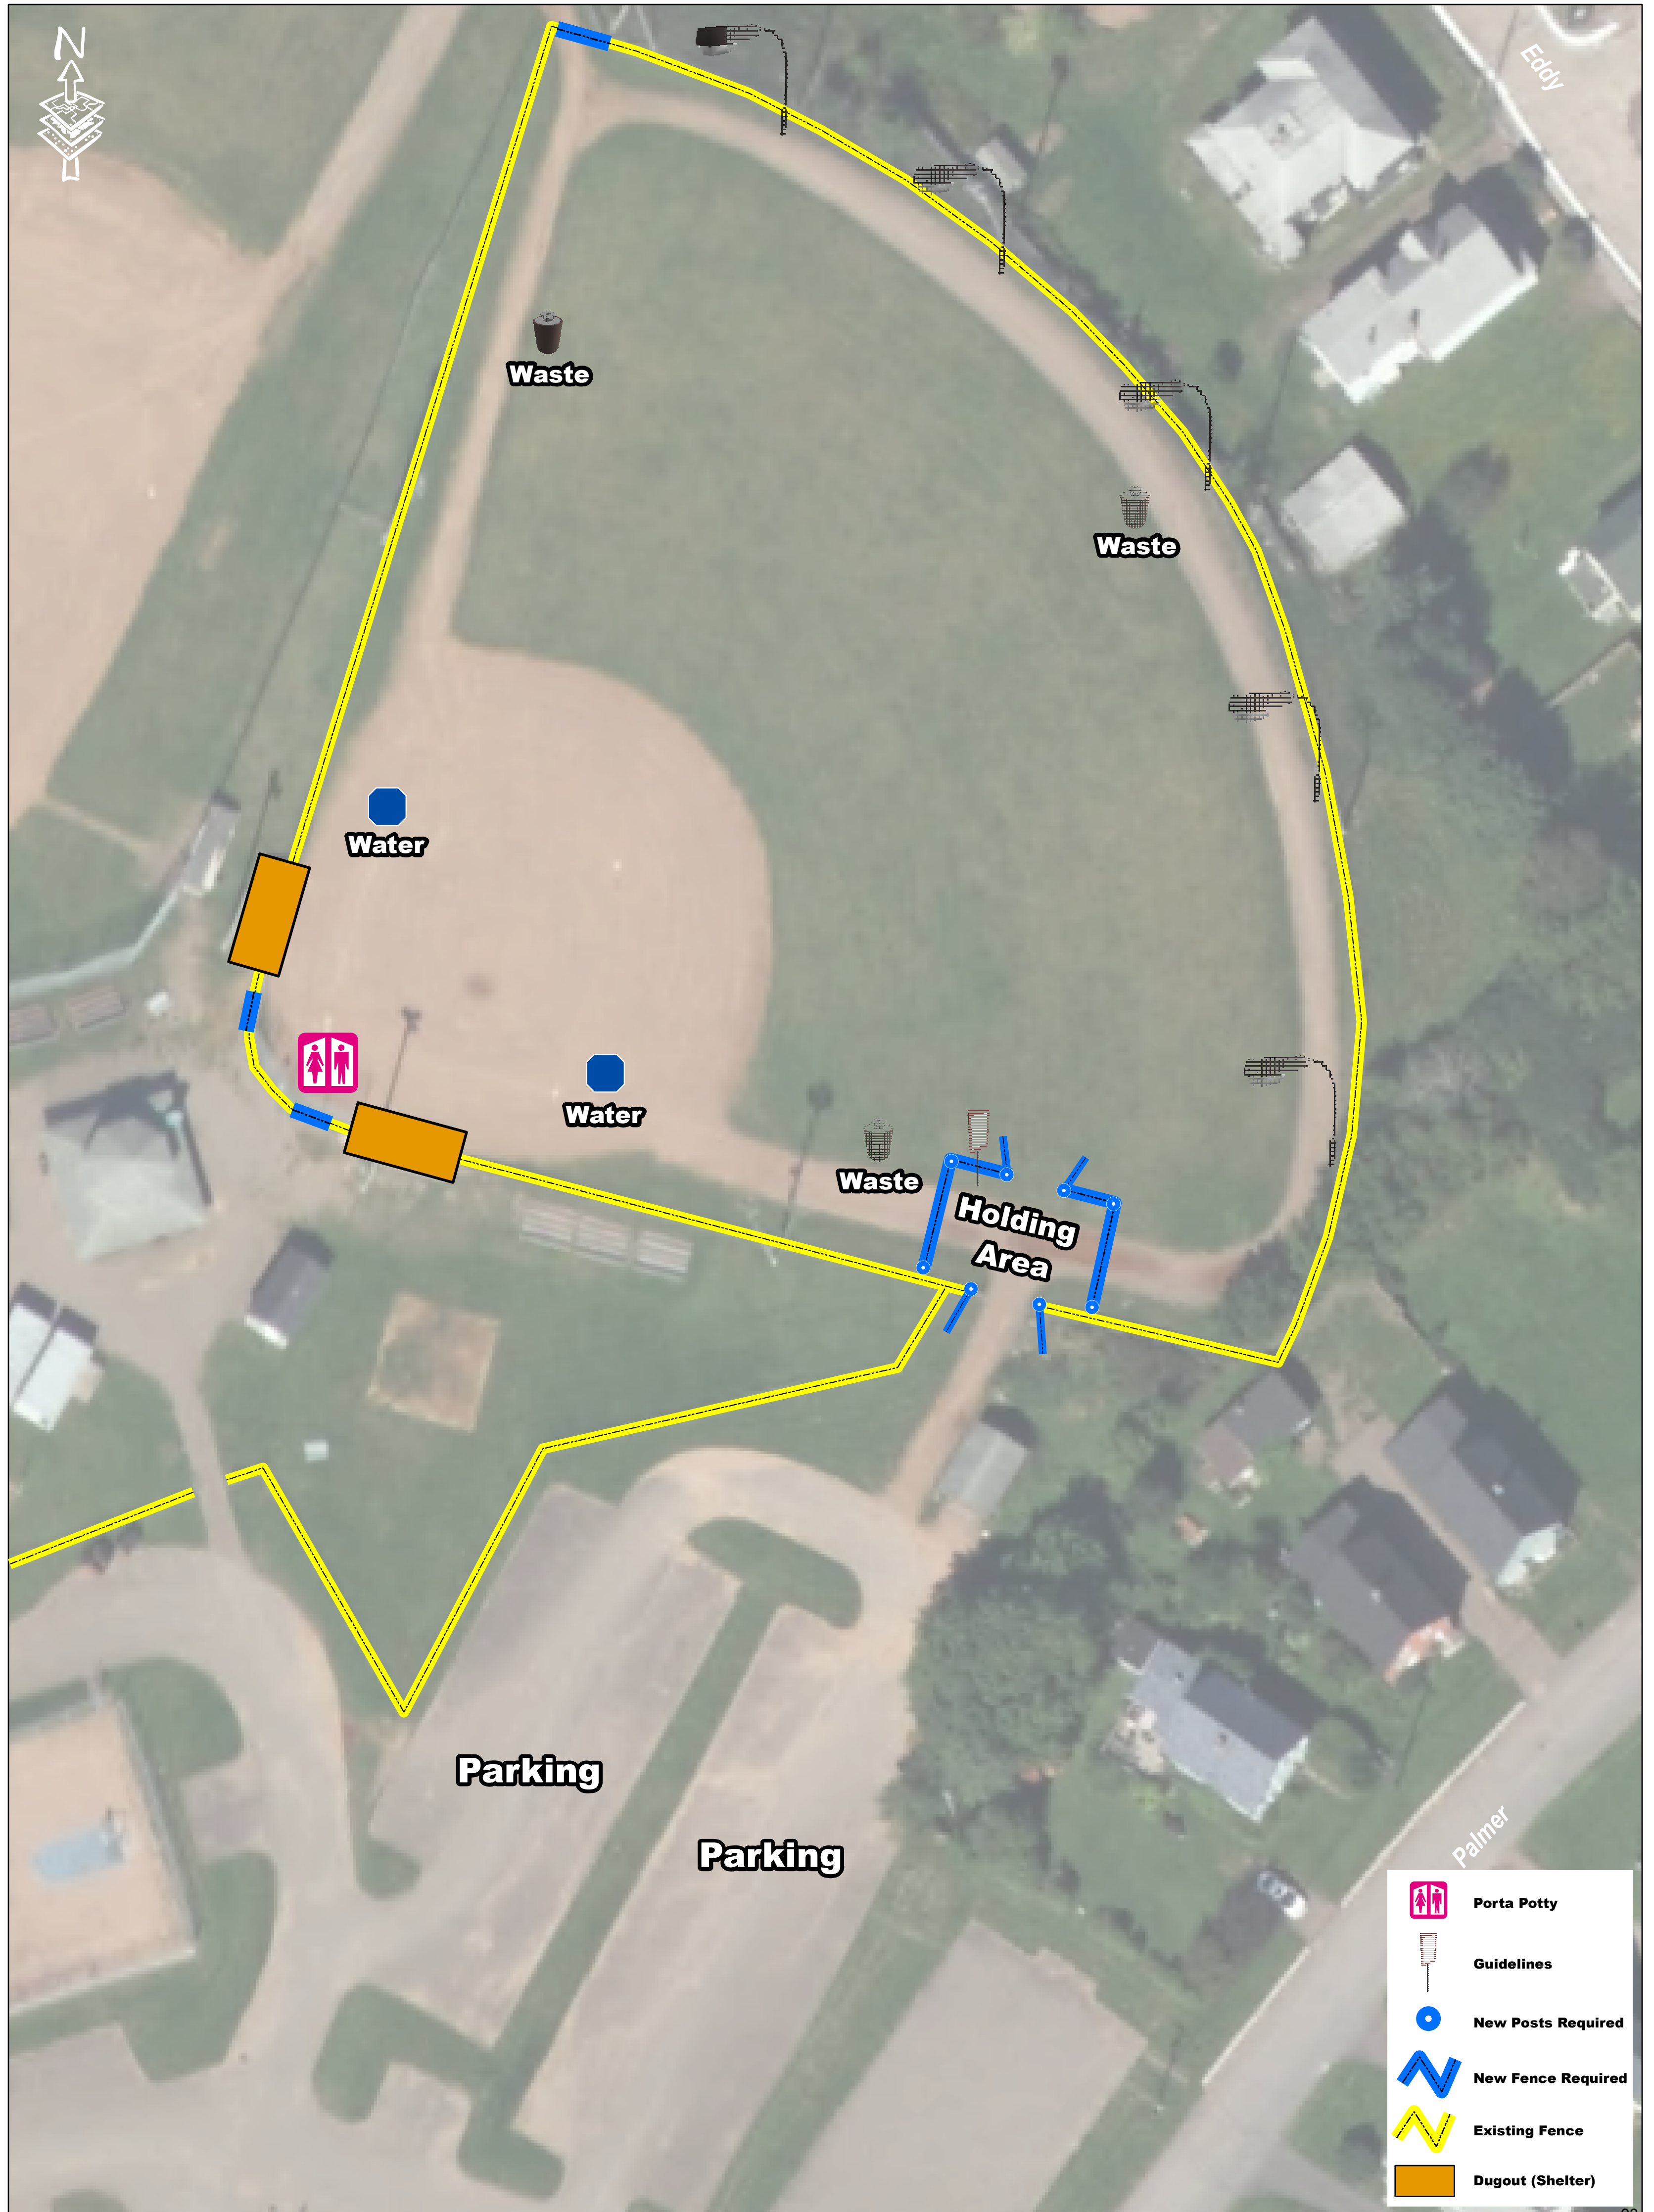 N
Eddy
Waste
Waste
Water
Water
Waste
Holding
Area
Parking
Parking
Palmer
Porta Potty
Guidelines
New Posts Required
New Fence Required
Existing Fence
Dugout (Shelter)